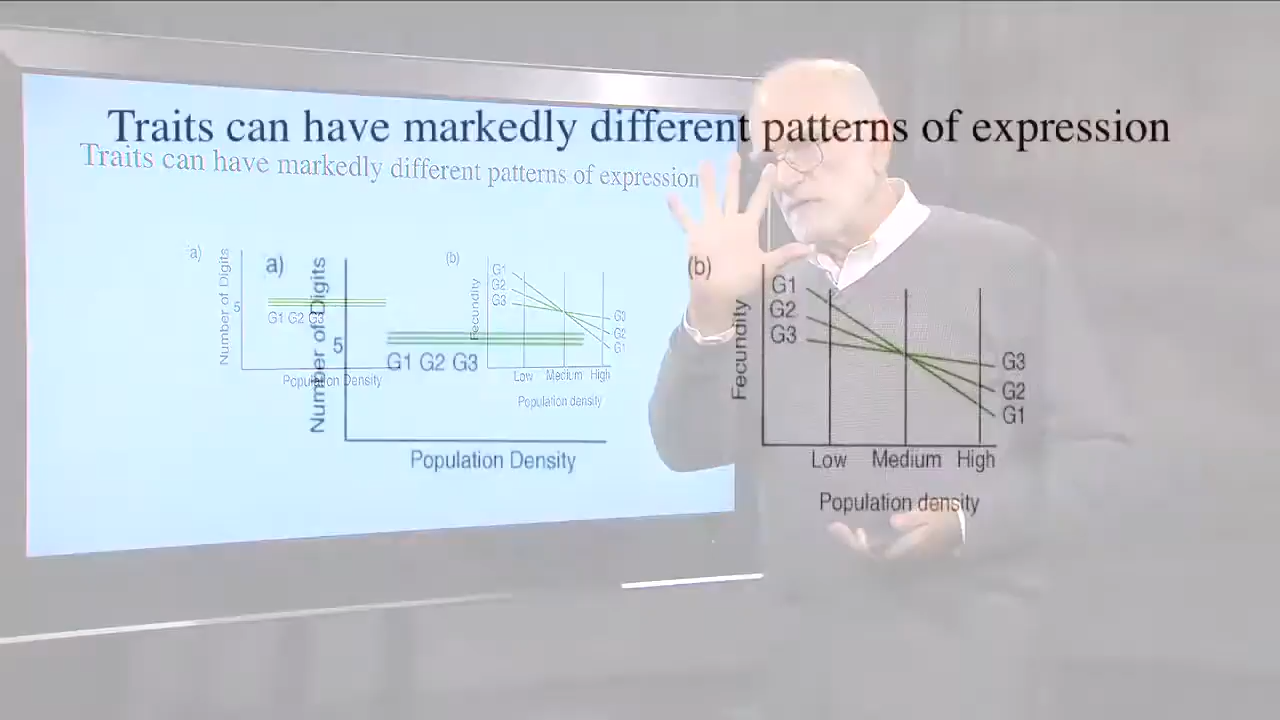 Traits can have markedly different patterns of expression
Traits can have markedly different patterns of expression
a)
Number of Digits
5
G1 G2 G3
Population Density
(b)
Fecundity
G1
G2
G3
G3
G2
G1
Low Medium High
Population density
a)
Number of Digits
5
G1 G2 G3
Population Density
(b)
Fecundity
G1
G2
G3
G3
G2
G1
Low Medium High
Population density